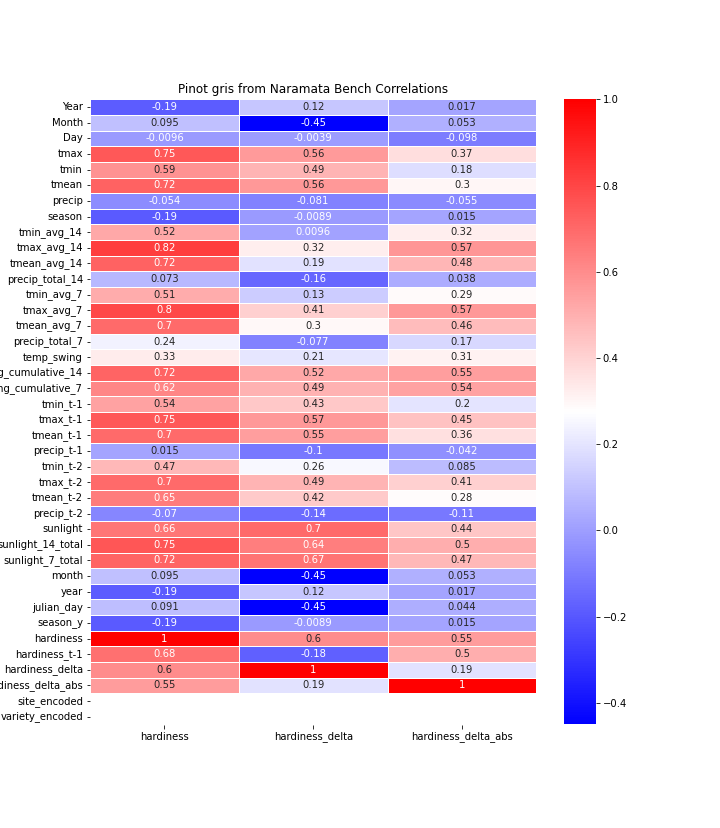 Pinot gris from Naramata Bench Correlations
Year -0.19 0.12 0.017
Month 0.095 -0.45 0.053
Day -0.0096 -0.0039 -0.098
tmax 0.75 0.56 0.37
tmin 0.59 0.49 0.18
tmean 0.72 0.56 0.3
precip -0.054 -0.081 -0.055
season -0.19 -0.0089 0.015
tmin_avg_14 0.52 0.0096 0.32
tmax_avg_14 0.82 0.32 0.57
tmean_avg_14 0.72 0.19 0.48
precip_total_14 0.073 -0.16 0.038
tmin_avg_7 0.51 0.13 0.29
tmax_avg_7 0.8 0.41 0.57
tmean_avg_7 0.7 0.3 0.46
precip_total_7 0.24 -0.077 0.17
temp_swing 0.33 0.21 0.31
g_cumulative_14 0.72 0.52 0.55
ng_cumulative_7 0.62 0.49 0.54
tmin_t-1 0.54 0.43 0.2
tmax_t-1 0.75 0.57 0.45
tmean_t-1 0.7 0.55 0.36
precip_t-1 0.015 -0.1 -0.042
tmin_t-2 0.47 0.26 0.085
tmax_t-2 0.7 0.49 0.41
tmean_t-2 0.65 0.42 0.28
precip_t-2 -0.07 -0.14 -0.11
sunlight 0.66 0.7 0.44
sunlight_14_total 0.75 0.64 0.5
sunlight_7_total 0.72 0.67 0.47
month 0.095 -0.45 0.053
year -0.19 0.12 0.017
julian_day 0.091 -0.45 0.044
season_y -0.19 -0.0089 0.015
hardiness 1 0.6 0.55
hardiness_t-1 0.68 -0.18 0.5
hardiness_delta 0.6 1 0.19
diness_delta_abs 0.55 0.19 1
site_encoded
variety_encoded
hardiness hardiness_delta hardiness_delta_abs
1.0
0.8
0.6
0.4
0.2
0.0
−0.2
−0.4